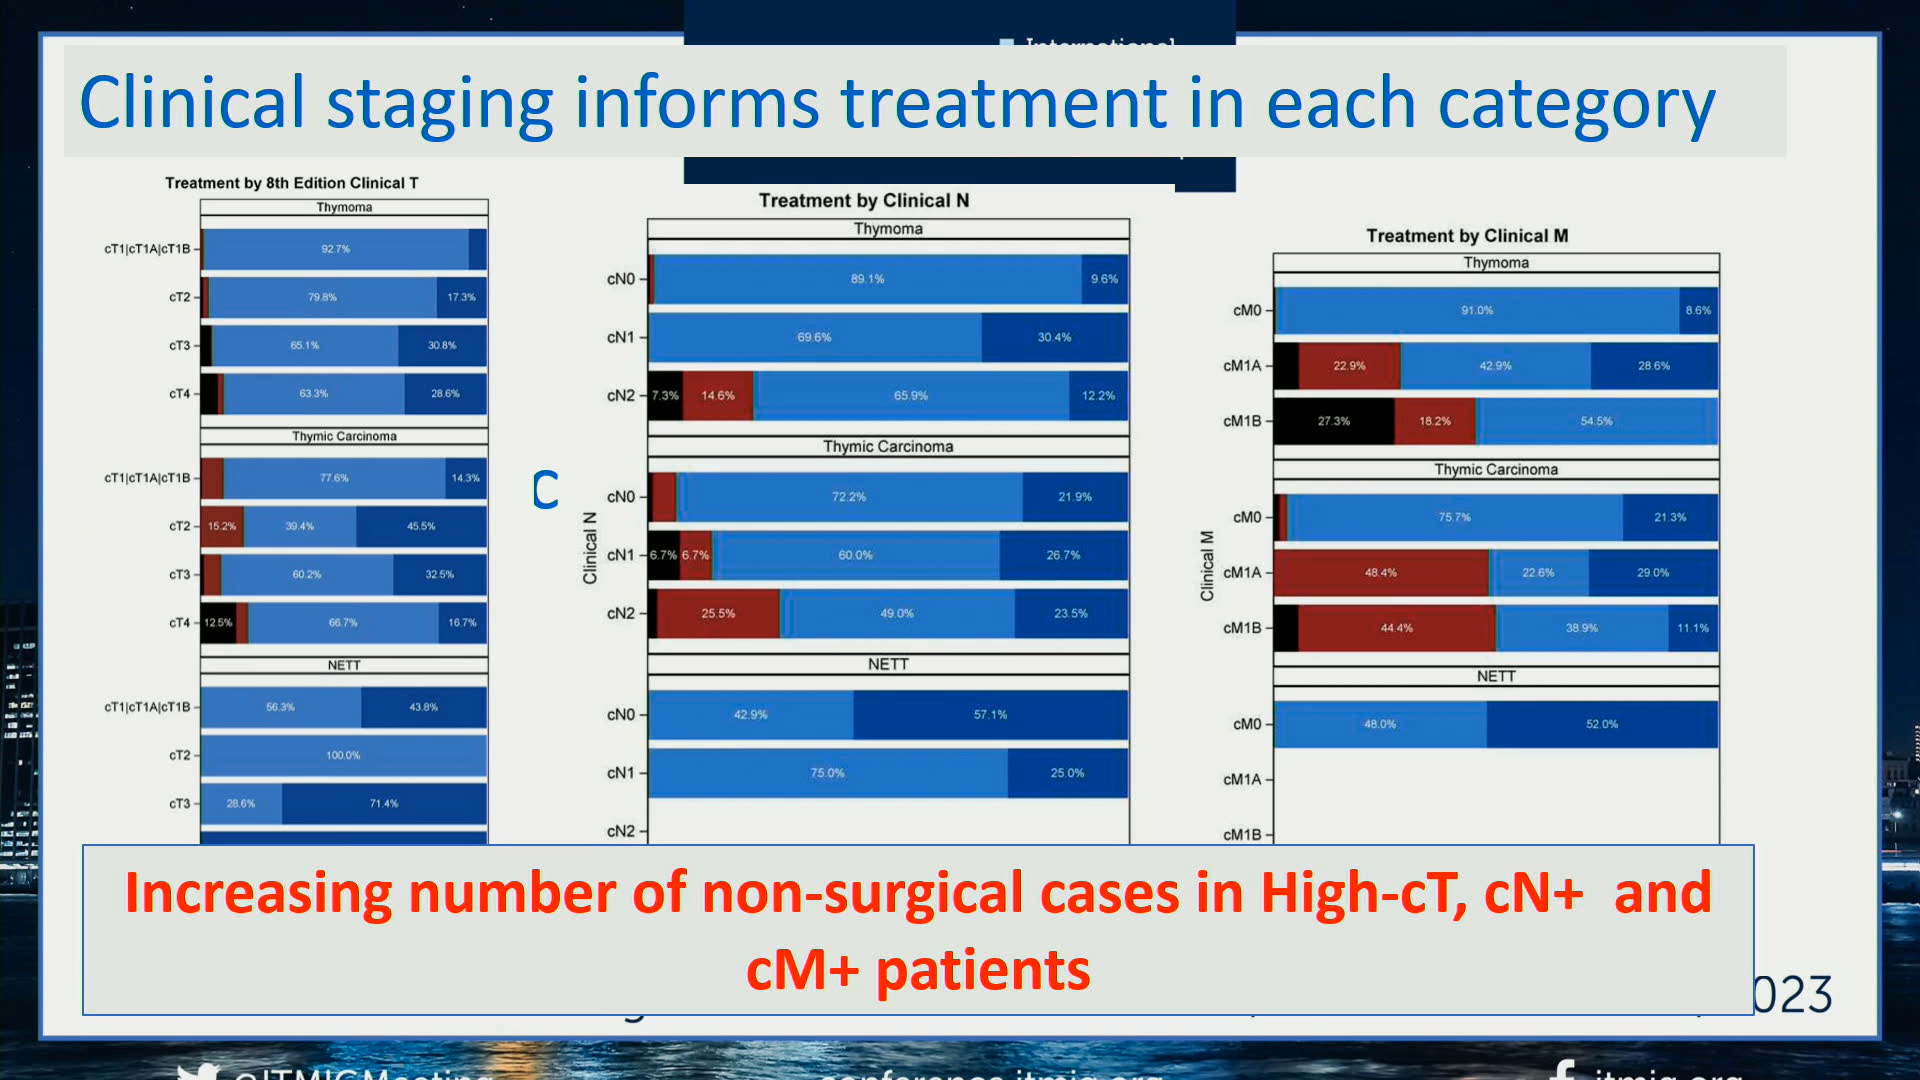 International
Clinical staging informs treatment in each category
Treatment by 8th Edition Clinical T
Thymoma
cT1|cT1A|cT1B
92.7%
cT2
79.8% 17.3%
cT3
65.1% 30.8%
cT4
63.3% 28.6%
Thymic Carcinoma
cT1|cT1A|cT1B
77.6% 14.3%
cT2
15.2% 39.4% 45.5%
cT3
60.2% 32.5%
cT4
12.5% 66.7% 16.7%
NETT
cT1|cT1A|cT1B
56.3% 43.8%
cT2
100.0%
cT3
28.6% 71.4%
C
Treatment by Clinical N
Thymoma
cN0
89.1% 9.6%
cN1
69.6% 30.4%
cN2
7.3% 14.6% 65.9% 12.2%
Thymic Carcinoma
Clinical N
cN0
72.2% 21.9%
cN1
6.7% 6.7% 60.0% 26.7%
cN2
25.5% 49.0% 23.5%
NETT
cN0
42.9% 57.1%
cN1
75.0% 25.0%
cN2
Treatment by Clinical M
Thymoma
cM0
91.0% 8.6%
cM1A
22.9% 42.9% 28.6%
cM1B
27.3% 18.2% 54.5%
Thymic Carcinoma
Clinical M
cM0
75.7% 21.3%
cM1A
48.4% 22.6% 29.0%
cM1B
44.4% 38.9% 11.1%
NETT
cM0
48.0% 52.0%
cM1A
cM1B
Increasing number of non-surgical cases in High-cT, cN+ and
cM+ patients
023
@ITMIGMeeting
conference.itmig.org
itmig.org